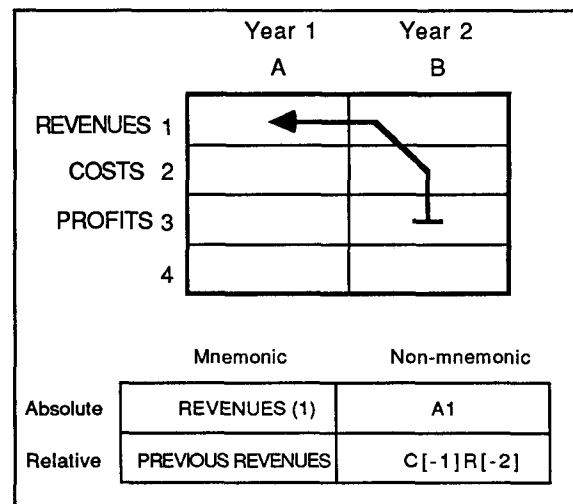 Year 1 Year 2
A B
REVENUES 1
COSTS 2
PROFITS 3
4
Mnemonic Non-mnemonic
Absolute REVENUES (1) A1
Relative PREVIOUS REVENUES C[-1]R[-2]